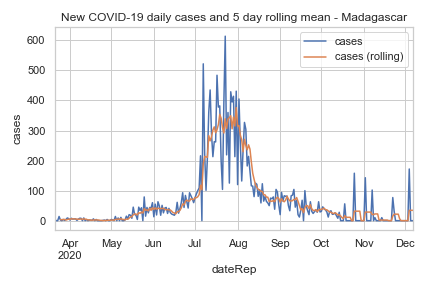 New COVID-19 daily cases and 5 day rolling mean - Madagascar
cases
cases (rolling)
600
500
400
300
200
100
0
cases
Apr May Jun Jul Aug Sep Oct Nov Dec
2020
dateRep